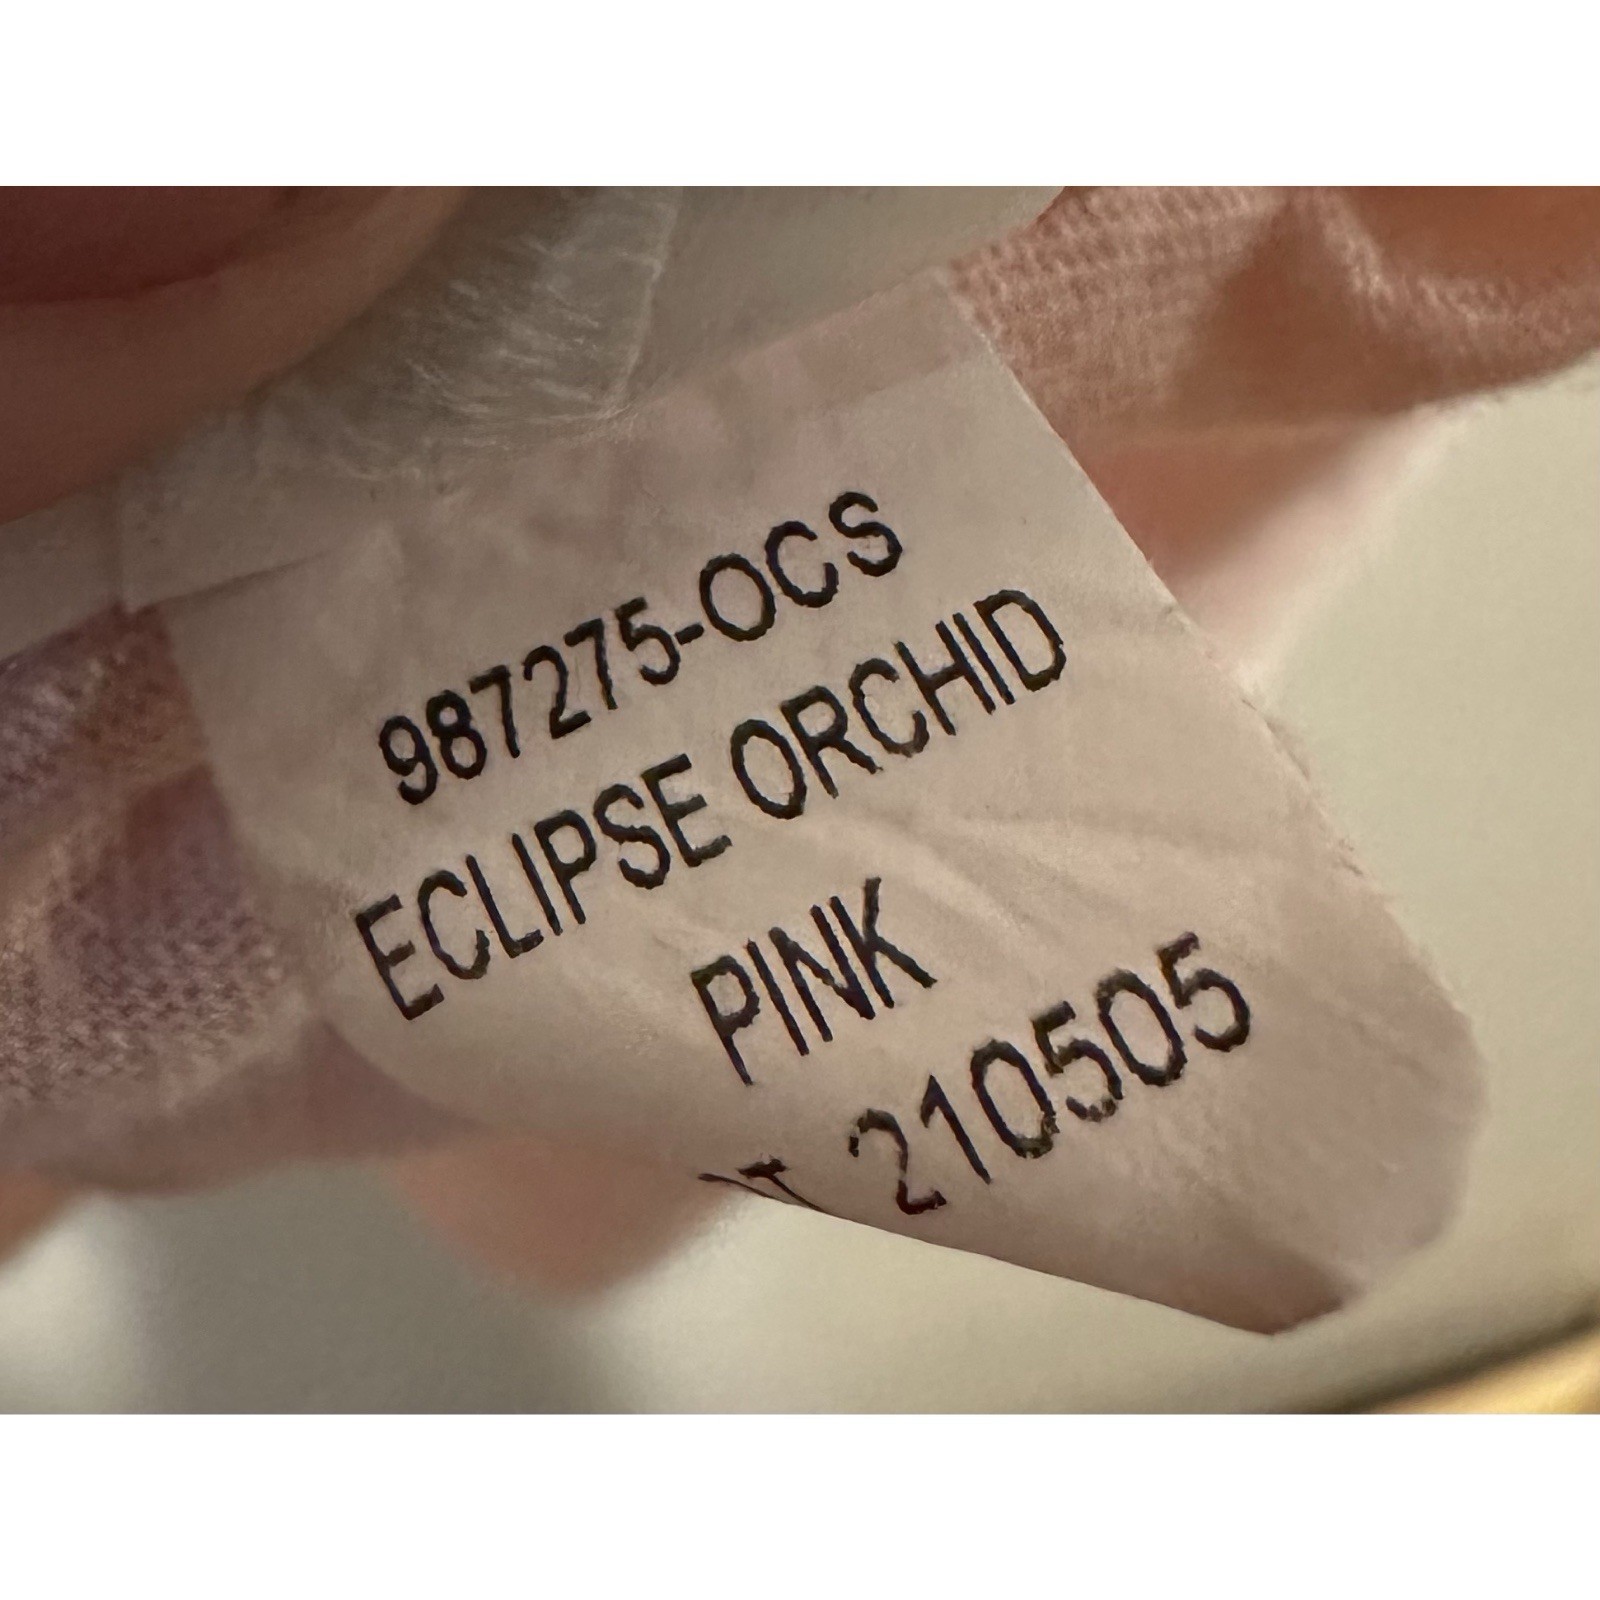 987275-OCS
ECLIPSE ORCHID
PINK
210505